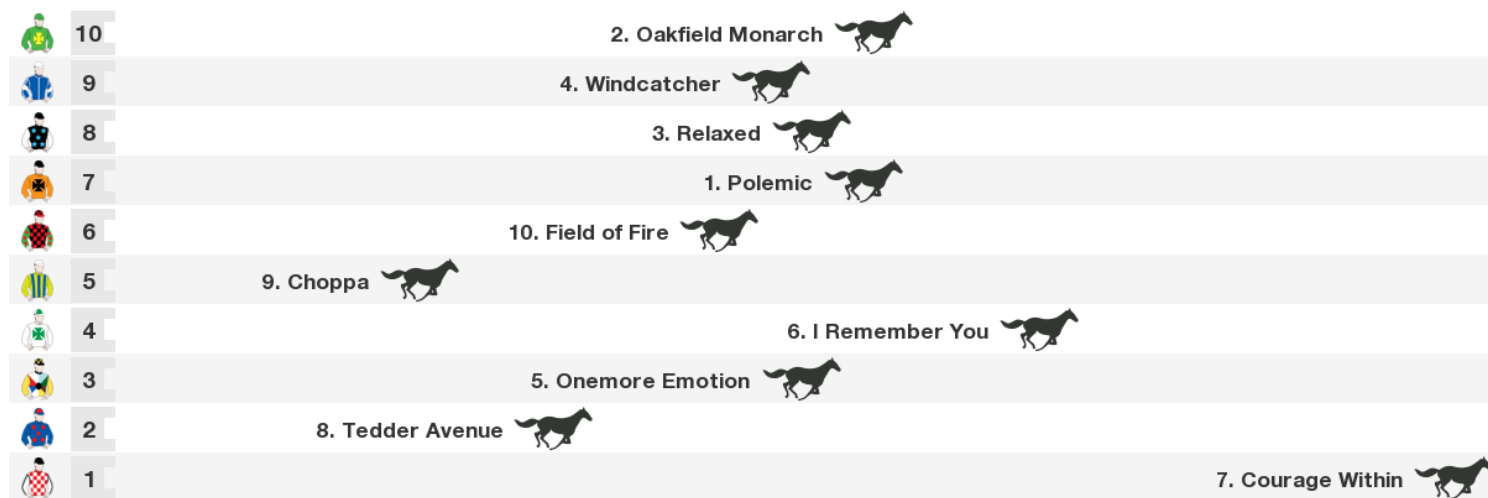 10 2. Oakfield Monarch
9 4. Windcatcher
8 3. Relaxed
7 1. Polemic
6 10. Field of Fire
5 9. Choppa
4 6. I Remember You
3 5. Onemore Emotion
2 8. Tedder Avenue
1 7. Courage Within